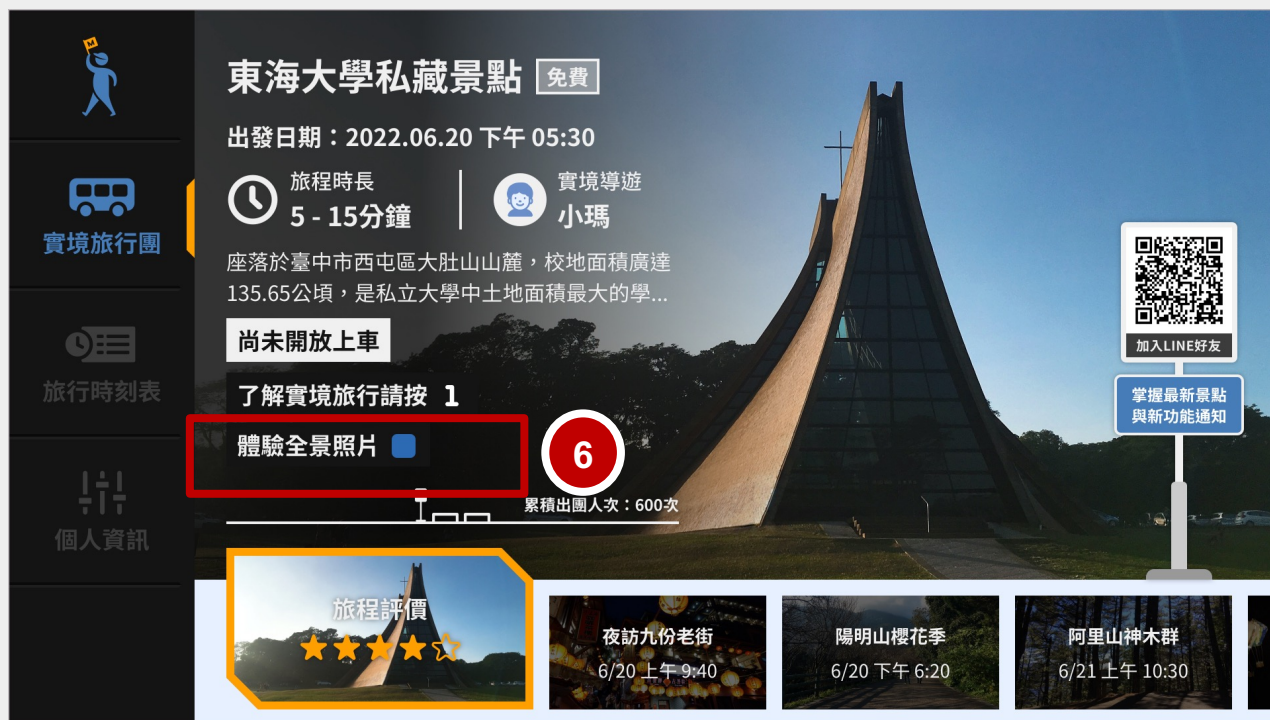 M
東海大學私藏景點 免費
出發日期：2022.06.20 下午 05:30
旅程時長
5 - 15分鐘
實境導遊
小瑪
座落於臺中市西屯區大肚山山麓，校地面積廣達
135.65公頃，是私立大學中土地面積最大的學...
尚未開放上車
了解實境旅行請按 1
體驗全景照片
6
累積出團人次：600次
實境旅行團
旅行時刻表
個人資訊
加入LINE好友
掌握最新景點
與新功能通知
旅程評價
夜訪九份老街
6/20 上午 9:40
陽明山櫻花季
6/20 下午 6:20
阿里山神木群
6/21 上午 10:30